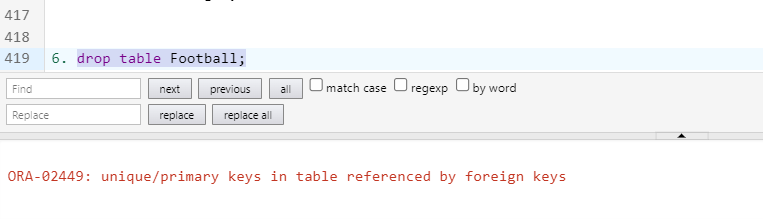 417
418
419 6. drop table Football;
Find next previous all match case regexp by word
Replace replace replace all
ORA-02449: unique/primary keys in table referenced by foreign keys